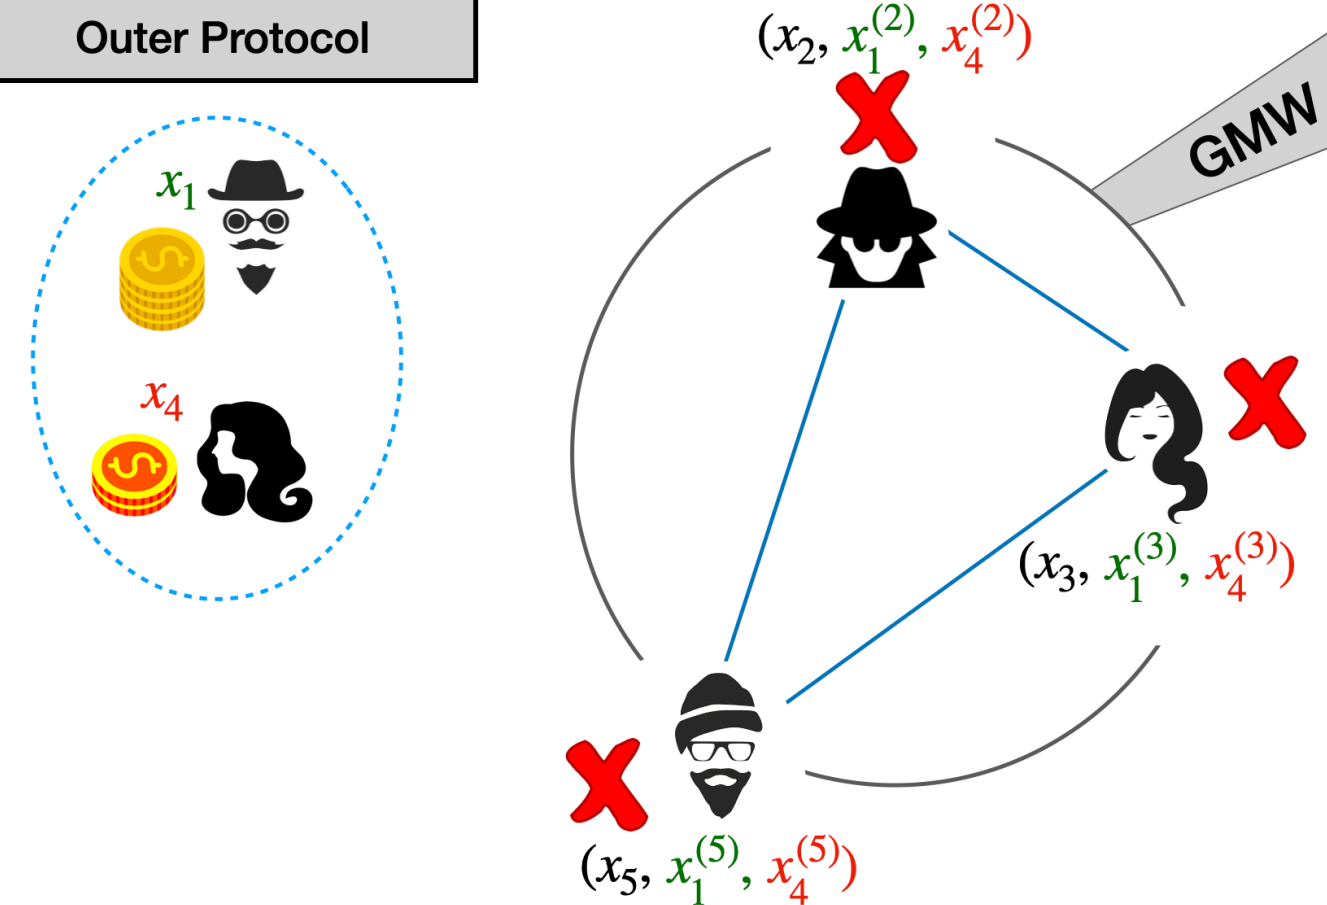 Outer Protocol
(x₂, x₁⁽²⁾, x₄⁽²⁾)
GMW
x₁
x₄
(x₃, x₁⁽³⁾, x₄⁽³⁾)
(x₅, x₁⁽⁵⁾, x₄⁽⁵⁾)